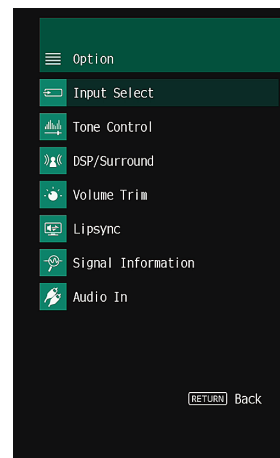 Option
Input Select
Tone Control
DSP/Surround
Volume Trim
Lipsync
Signal Information
Audio In
RETURN Back